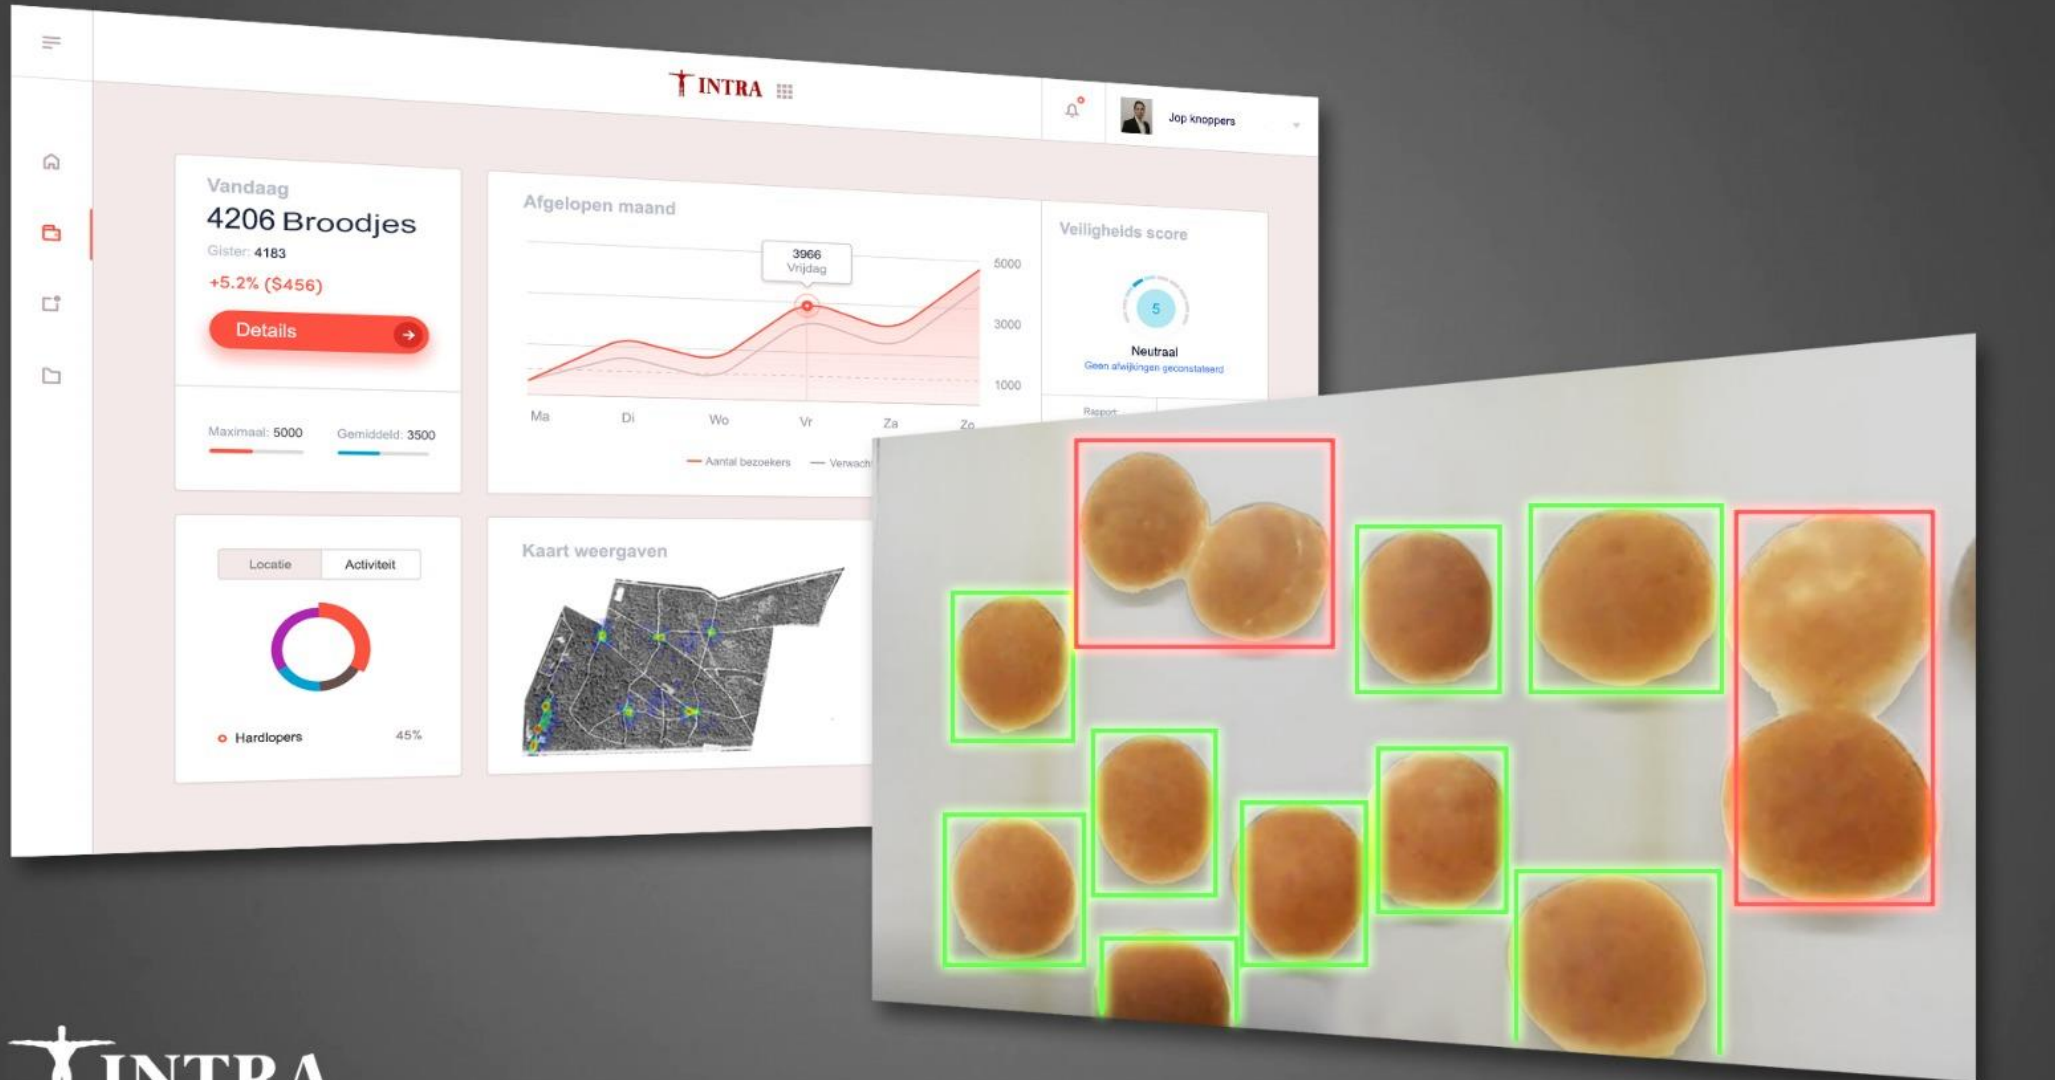 INTRA
Jop knoppers
Vandaag
4206 Broodjes
Gister: 4183
+5.2% ($456)
Details
Maximaal: 5000
Gemiddeld: 3500
Afgelopen maand
3966
Vrijdag
5000
3000
1000
Ma Di Wo Vr Za Zo
Aantal bezoekers
Verwach
Veiligheids score
5
Neutraal
Geen afwijkingen geconstateerd
Rapport:
Locatie
Activiteit
Hardlopers 45%
Kaart weergaven
INTRA